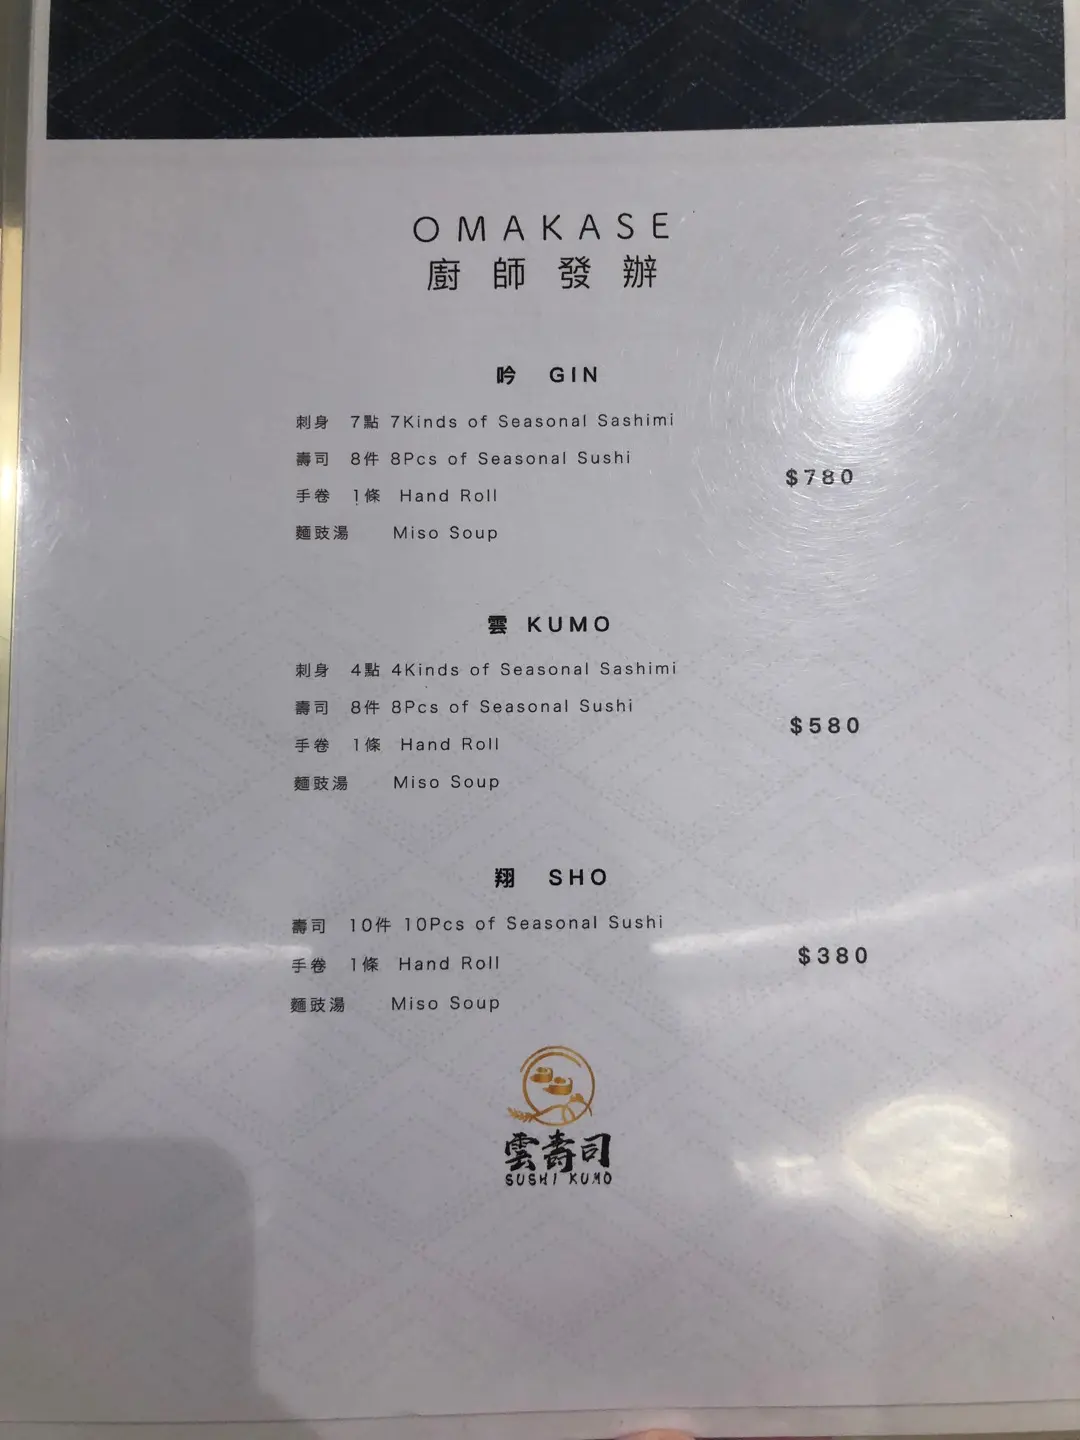 OMAKASE
廚師發辦
吟 GIN
刺身 7點 7Kinds of Seasonal Sashimi
壽司 8件 8Pcs of Seasonal Sushi
$780
手卷 1條 Hand Roll
麵豉湯 Miso Soup
雲 KUMO
刺身 4點 4Kinds of Seasonal Sashimi
壽司 8件 8Pcs of Seasonal Sushi
$580
手卷 1條 Hand Roll
麵豉湯 Miso Soup
翔 SHO
壽司 10件 10Pcs of Seasonal Sushi
手卷 1條 Hand Roll
$380
麵豉湯 Miso Soup
雲壽司
SUSHI KUMO